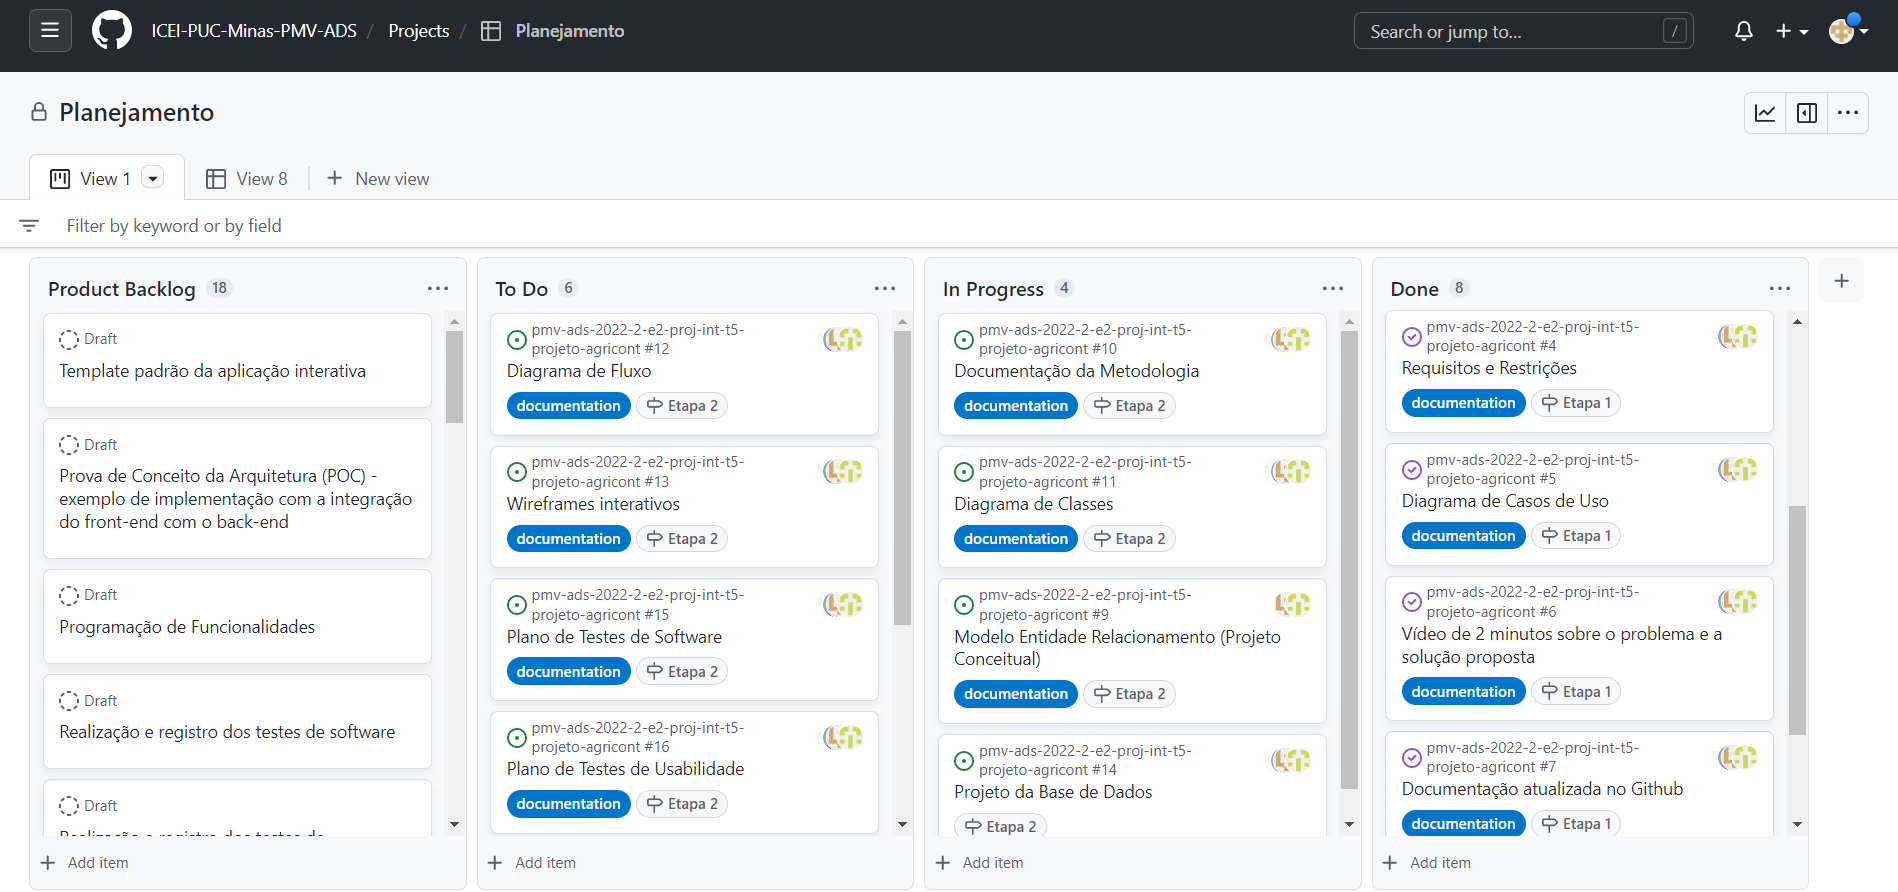 ICEI-PUC-Minas-PMV-ADS / Projects / Planejamento
Search or jump to... /
Planejamento
View 1
View 8
New view
Filter by keyword or by field
Product Backlog 18
Draft
Template padrão da aplicação interativa
Draft
Prova de Conceito da Arquitetura (POC) -
exemplo de implementação com a integração
do front-end com o back-end
Draft
Programação de Funcionalidades
Draft
Realização e registro dos testes de software
Draft
Realização e registro dos testes de
Add item
To Do 6
pmv-ads-2022-2-e2-proj-int-t5-
projeto-agricont #12
Diagrama de Fluxo
documentation Etapa 2
pmv-ads-2022-2-e2-proj-int-t5-
projeto-agricont #13
Wireframes interativos
documentation Etapa 2
pmv-ads-2022-2-e2-proj-int-t5-
projeto-agricont #15
Plano de Testes de Software
documentation Etapa 2
pmv-ads-2022-2-e2-proj-int-t5-
projeto-agricont #16
Plano de Testes de Usabilidade
documentation Etapa 2
Add item
In Progress 4
pmv-ads-2022-2-e2-proj-int-t5-
projeto-agricont #10
Documentação da Metodologia
documentation Etapa 2
pmv-ads-2022-2-e2-proj-int-t5-
projeto-agricont #11
Diagrama de Classes
documentation Etapa 2
pmv-ads-2022-2-e2-proj-int-t5-
projeto-agricont #9
Modelo Entidade Relacionamento (Projeto
Conceitual)
documentation Etapa 2
pmv-ads-2022-2-e2-proj-int-t5-
projeto-agricont #14
Projeto da Base de Dados
Etapa 2
Add item
Done 8
pmv-ads-2022-2-e2-proj-int-t5-
projeto-agricont #4
Requisitos e Restrições
documentation Etapa 1
pmv-ads-2022-2-e2-proj-int-t5-
projeto-agricont #5
Diagrama de Casos de Uso
documentation Etapa 1
pmv-ads-2022-2-e2-proj-int-t5-
projeto-agricont #6
Vídeo de 2 minutos sobre o problema e a
solução proposta
documentation Etapa 1
pmv-ads-2022-2-e2-proj-int-t5-
projeto-agricont #7
Documentação atualizada no Github
documentation Etapa 1
Add item